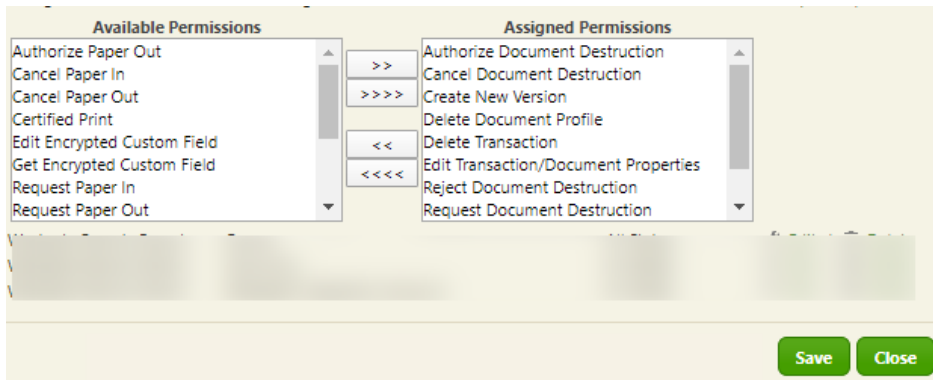 Available Permissions
Assigned Permissions
Authorize Paper Out
Cancel Paper In
Cancel Paper Out
Certified Print
Edit Encrypted Custom Field
Get Encrypted Custom Field
Request Paper In
Request Paper Out
>>
>>>>
<<
<<<<
Authorize Document Destruction
Cancel Document Destruction
Create New Version
Delete Document Profile
Delete Transaction
Edit Transaction/Document Properties
Reject Document Destruction
Request Document Destruction
Save
Close